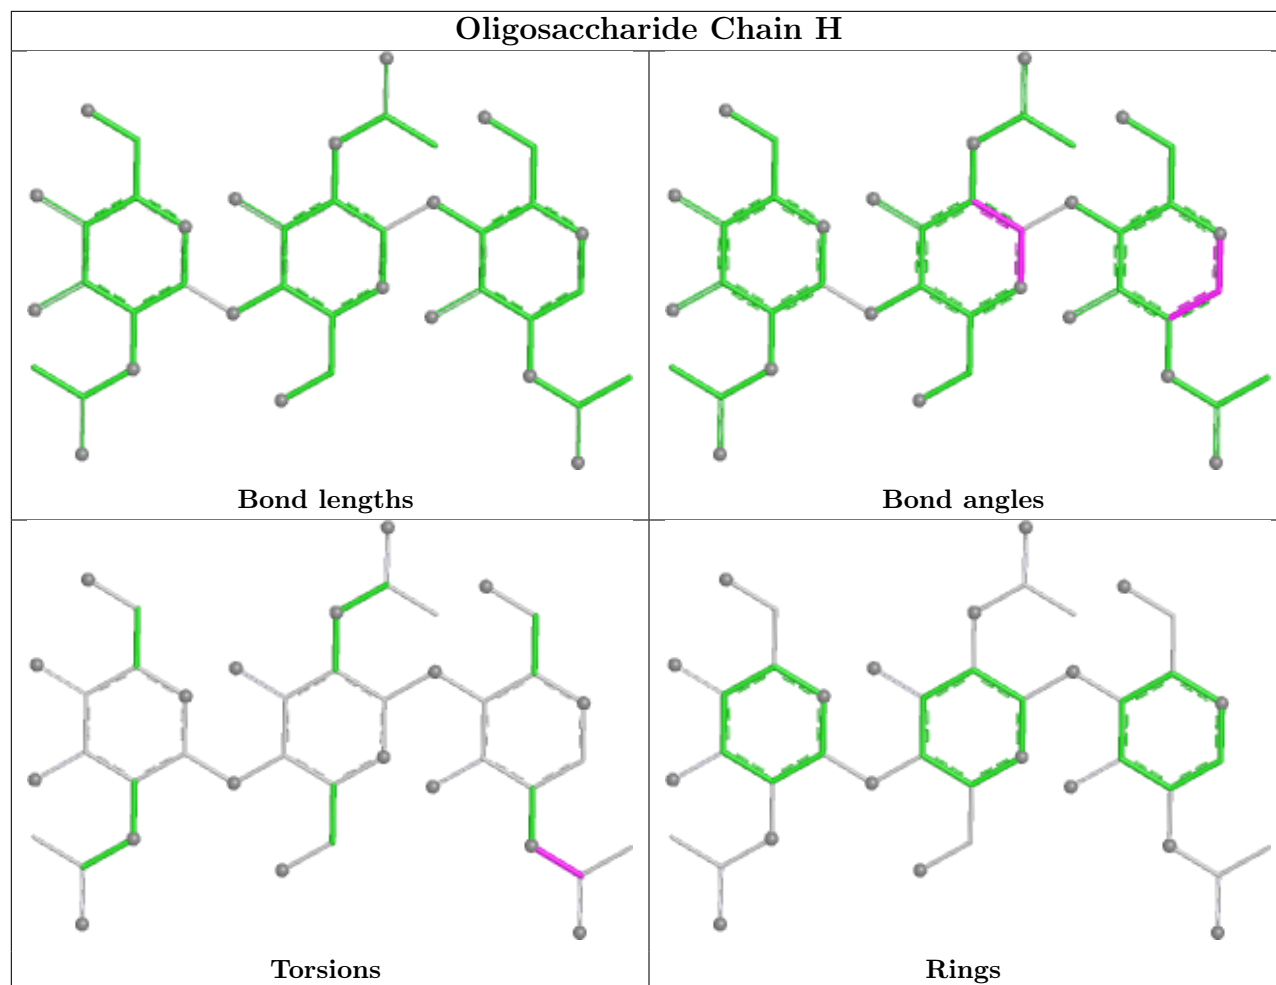 Oligosaccharide Chain H
Bond lengths
Bond angles
Torsions
Rings